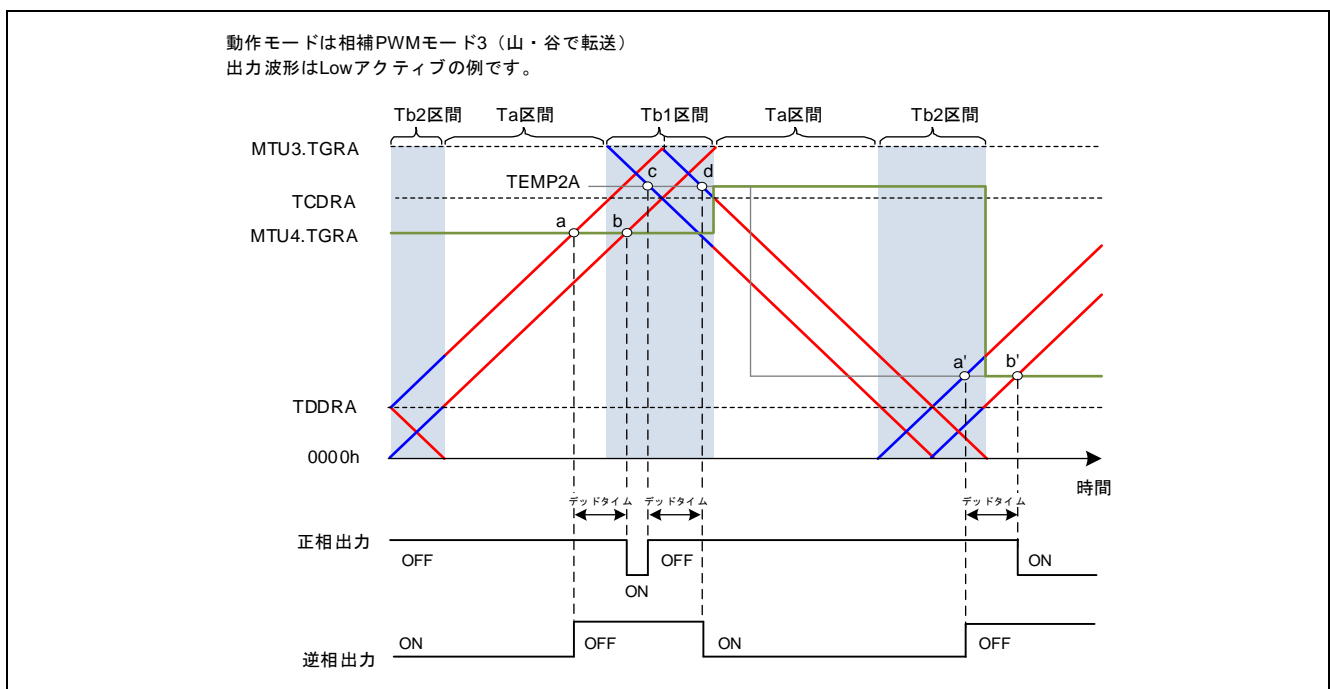 動作モードは相補PWMモード3（山・谷で転送）
出力波形はLowアクティブの例です。
Tb2区間 Ta区間 Tb1区間 Ta区間 Tb2区間
MTU3.TGRA
TEMP2A c d
TCDRA
a b
MTU4.TGRA
a' b'
TDDRA
0000h
時間
デッドタイム デッドタイム デッドタイム
正相出力
OFF ON OFF ON
逆相出力
ON OFF ON OFF